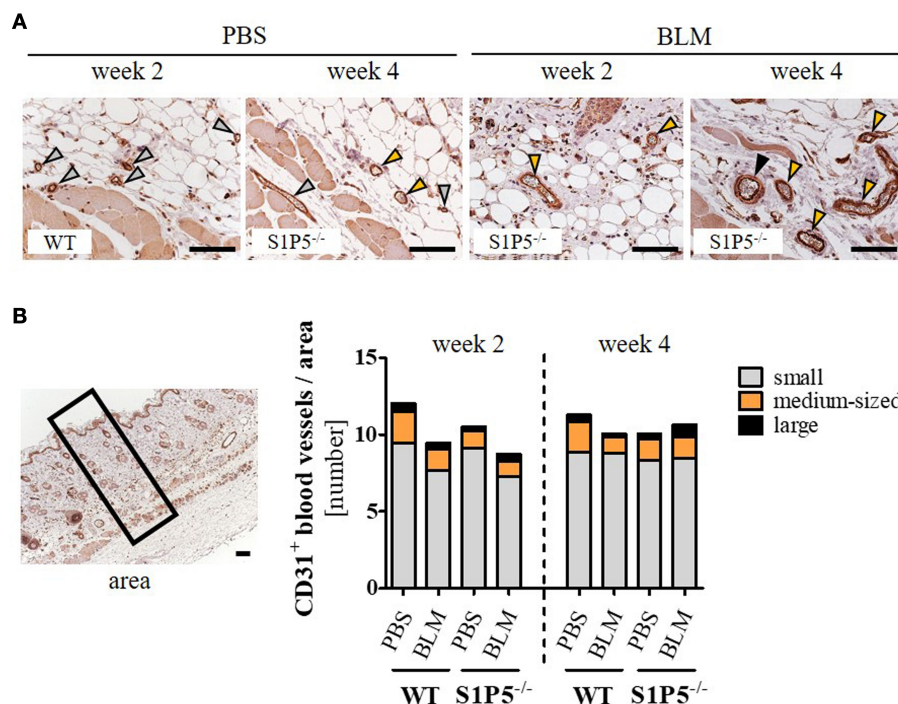 A
PBS BLM
week 2 week 4 week 2 week 4
WT S1P5-/- S1P5-/- S1P5-/-
B
area
CD31+ blood vessels / area
[number]
15
10
5
0
week 2 week 4
PBS BLM PBS BLM PBS BLM PBS BLM
WT S1P5-/- WT S1P5-/-
small
medium-sized
large